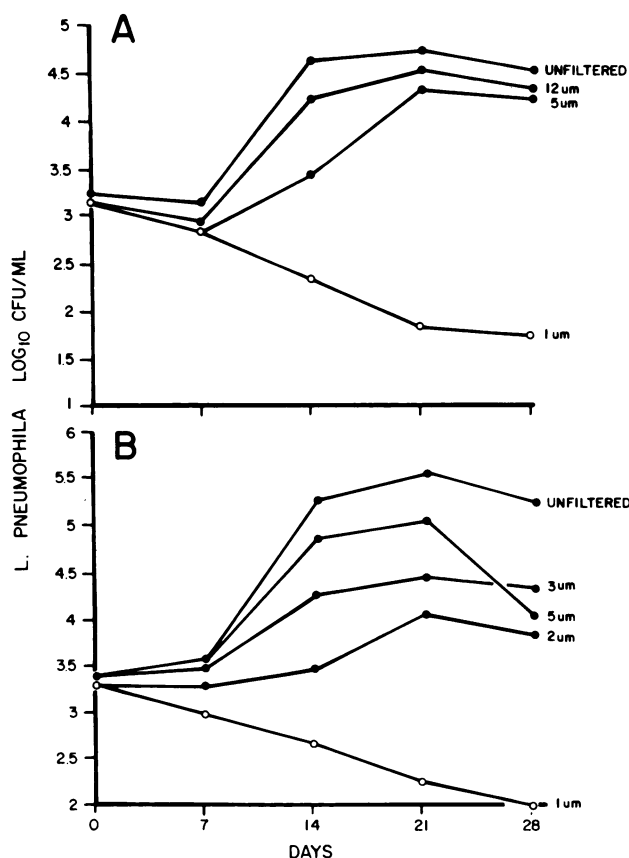 A
5
4.5
4
3.5
3
2.5
2
1.5
1
UNFILTERED
12um
5um
1um
L. PNEUMOPHILA LOG10 CFU/ML
B
6
5.5
5
4.5
4
3.5
3
2.5
2
UNFILTERED
3um
5um
2um
1um
0 7 14 21 28
DAYS